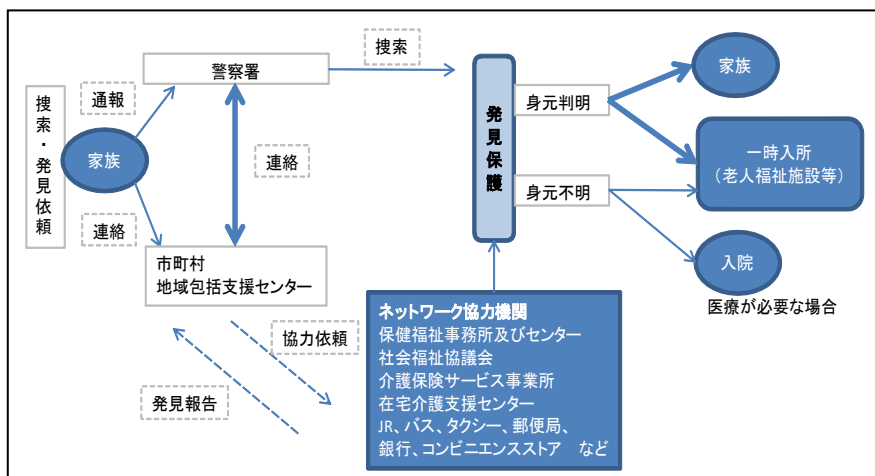 捜索
警察署
家族
通報
捜索・発見依頼
発見保護
身元判明
家族
一時入所
（老人福祉施設等）
連絡
身元不明
連絡
市町村
地域包括支援センター
入院
医療が必要な場合
ネットワーク協力機関
保健福祉事務所及びセンター
社会福祉協議会
介護保険サービス事業所
在宅介護支援センター
JR、バス、タクシー、郵便局、
銀行、コンビニエンスストア　など
協力依頼
発見報告